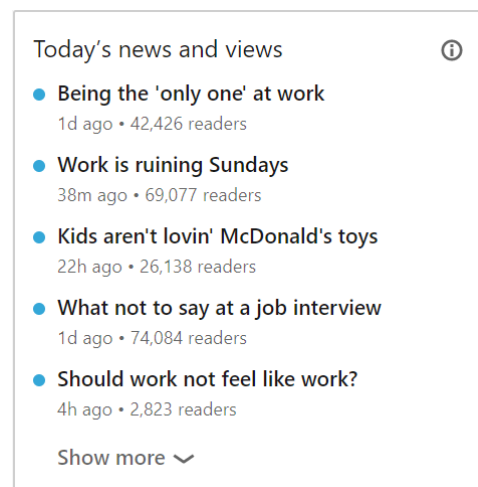 Today’s news and views
Being the 'only one' at work
1d ago • 42,426 readers
Work is ruining Sundays
38m ago • 69,077 readers
Kids aren't lovin' McDonald's toys
22h ago • 26,138 readers
What not to say at a job interview
1d ago • 74,084 readers
Should work not feel like work?
4h ago • 2,823 readers
Show more